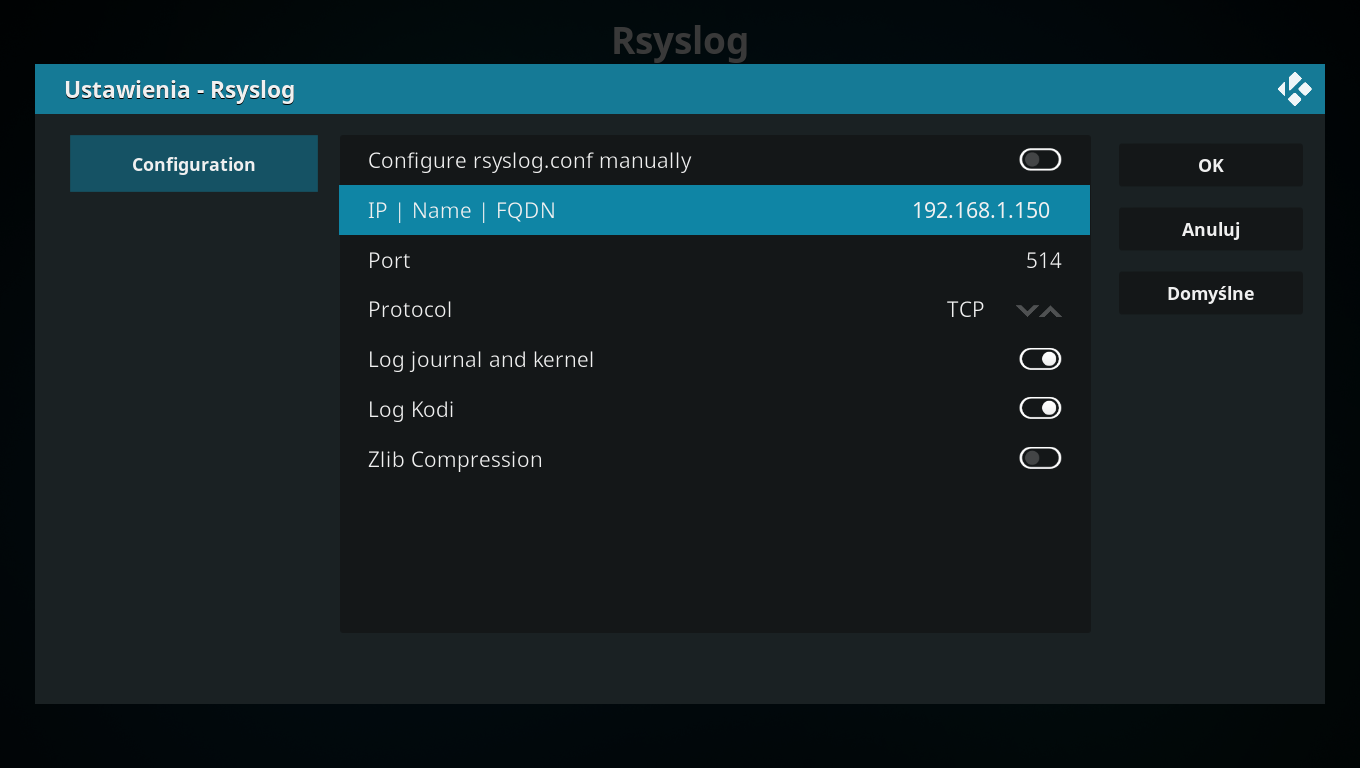 Rsyslog
Ustawienia - Rsyslog
Configuration
Configure rsyslog.conf manually
IP | Name | FQDN 192.168.1.150
Port 514
Protocol TCP
Log journal and kernel
Log Kodi
Zlib Compression
OK
Anuluj
Domyślne